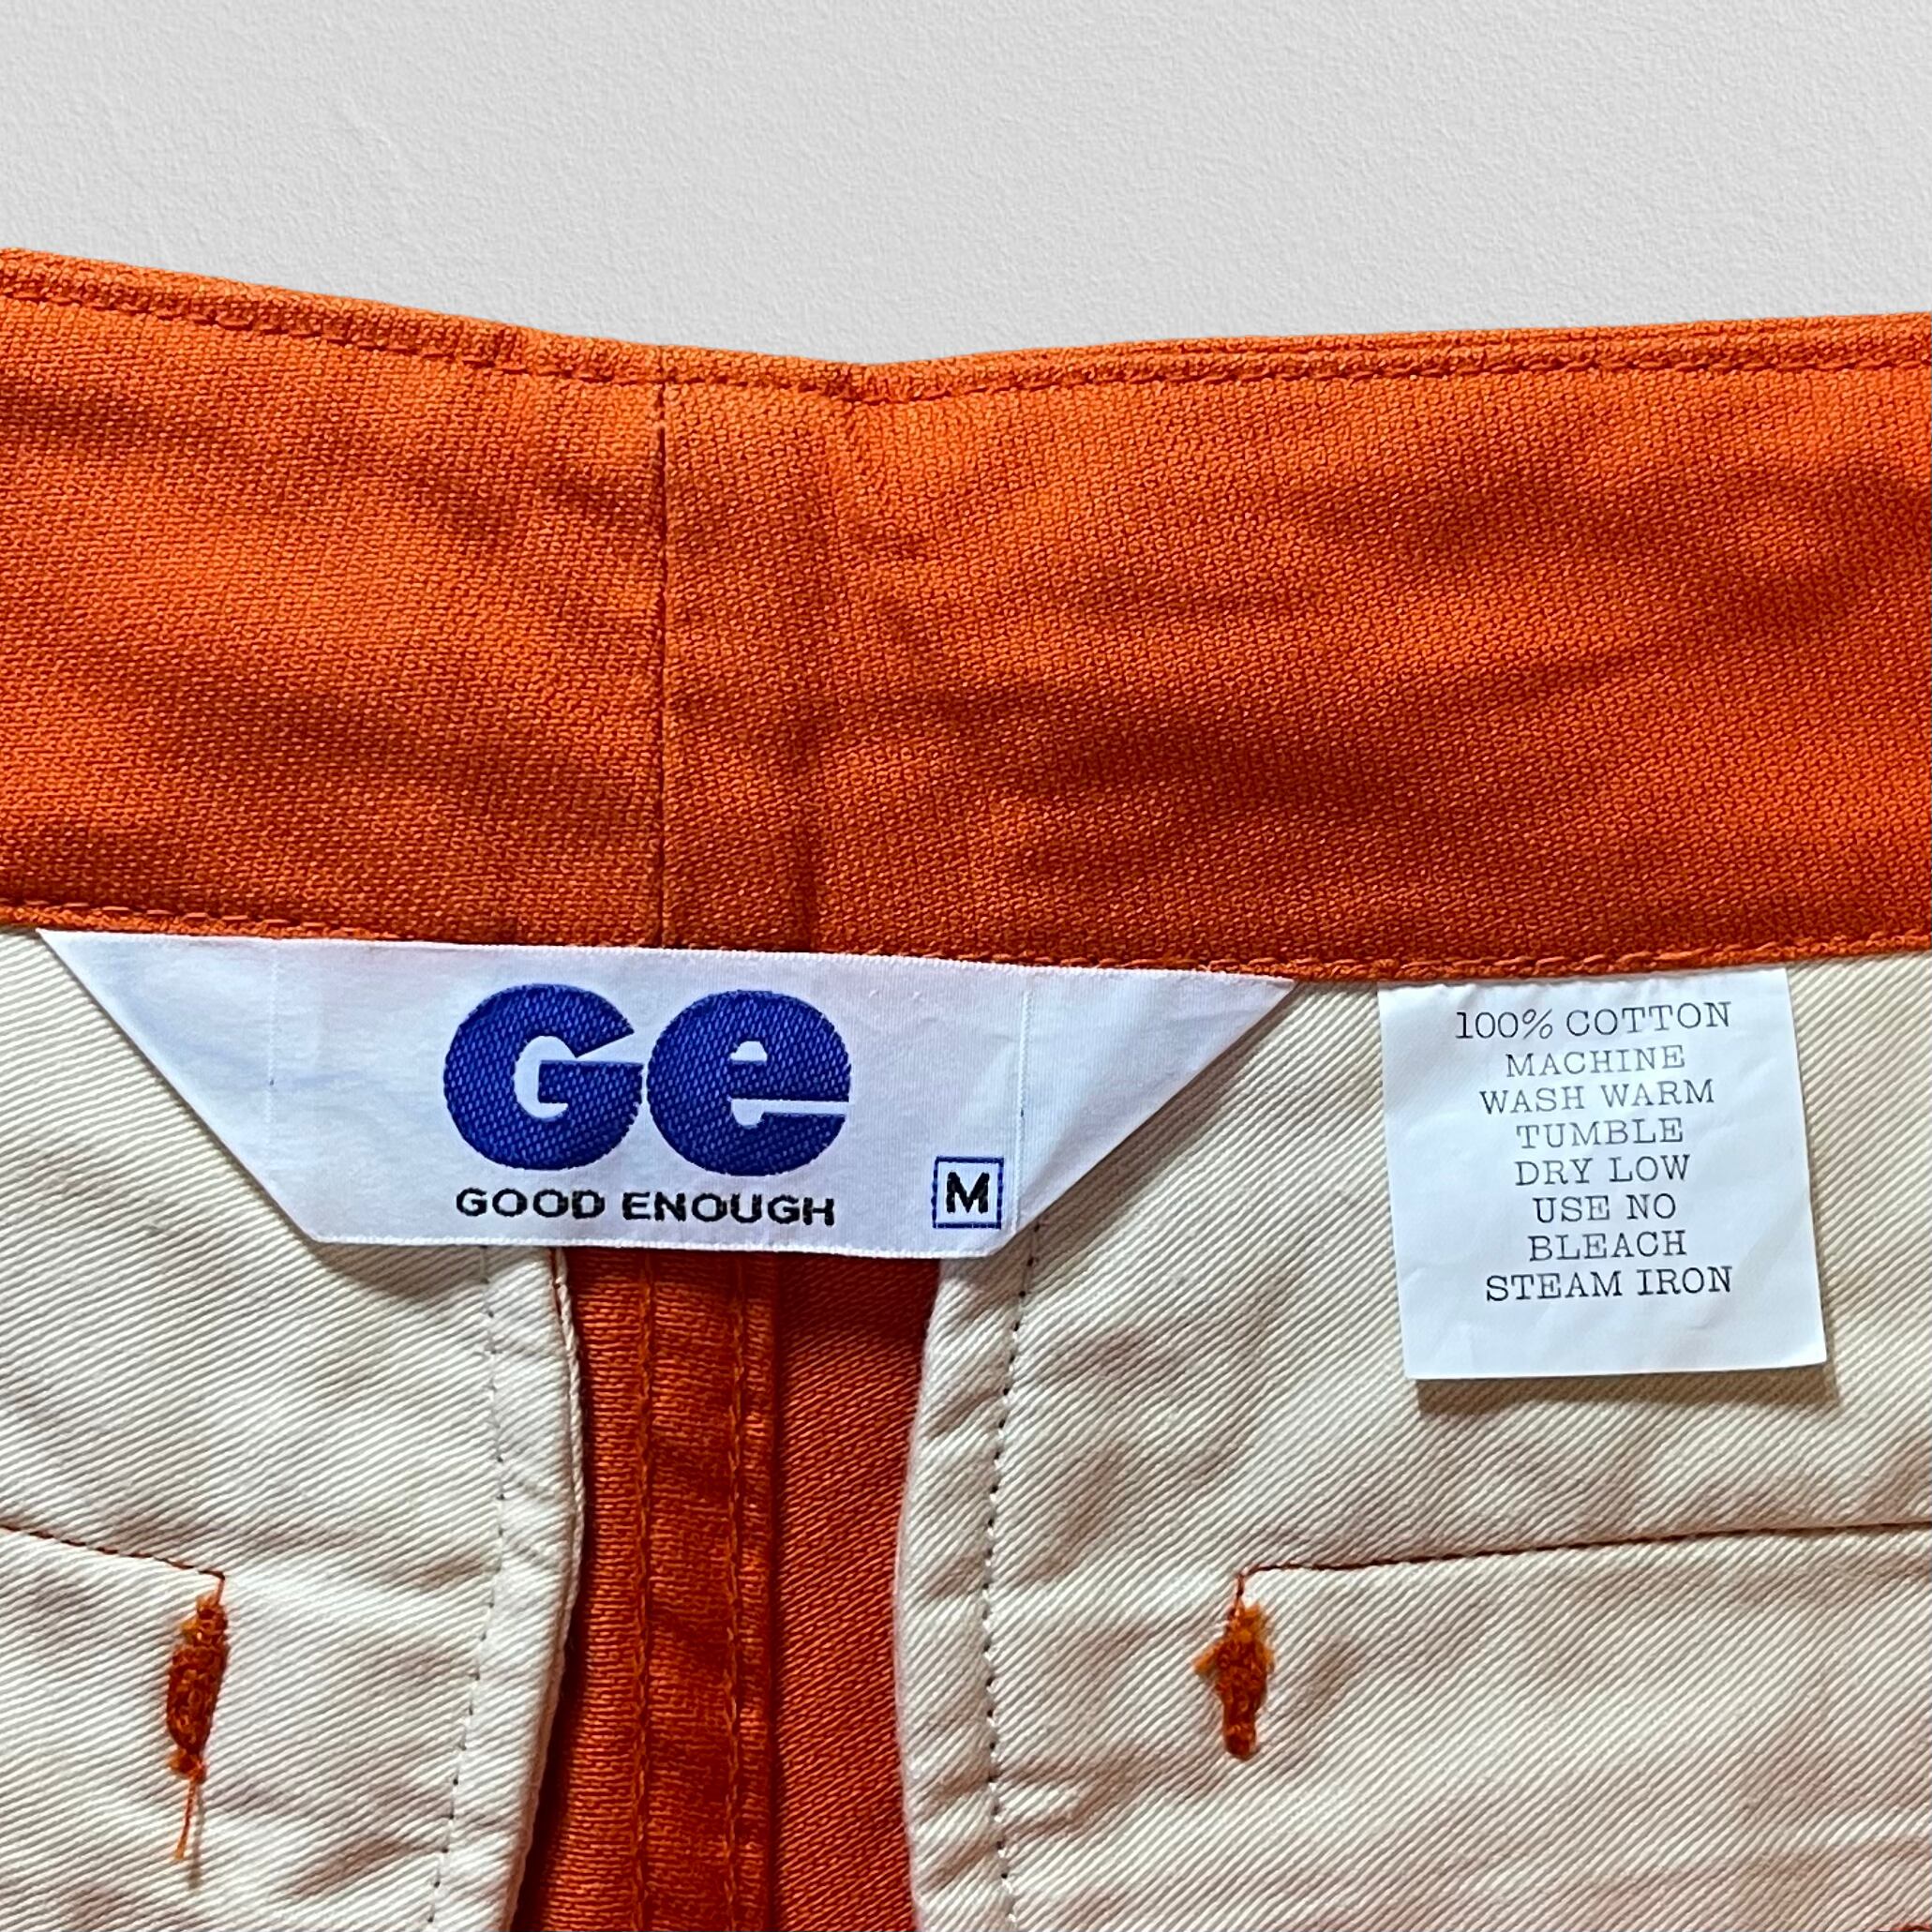 Ge
GOOD ENOUGH
M
100% COTTON
MACHINE
WASH WARM
TUMBLE
DRY LOW
USE NO
BLEACH
STEAM IRON